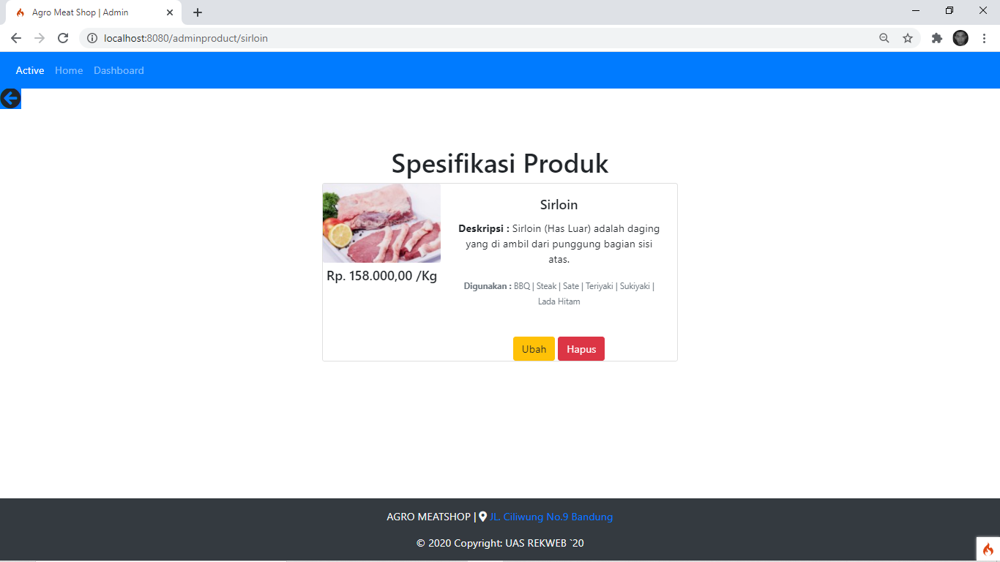 Agro Meat Shop | Admin
localhost:8080/adminproduct/sirloin
Active Home Dashboard
Spesifikasi Produk
Sirloin
Deskripsi : Sirloin (Has Luar) adalah daging
yang di ambil dari punggung bagian sisi
atas.
Rp. 158.000,00 /Kg
Digunakan : BBQ | Steak | Sate | Teriyaki | Sukiyaki |
Lada Hitam
Ubah Hapus
AGRO MEATSHOP | JL. Ciliwung No.9 Bandung
© 2020 Copyright: UAS REKWEB `20